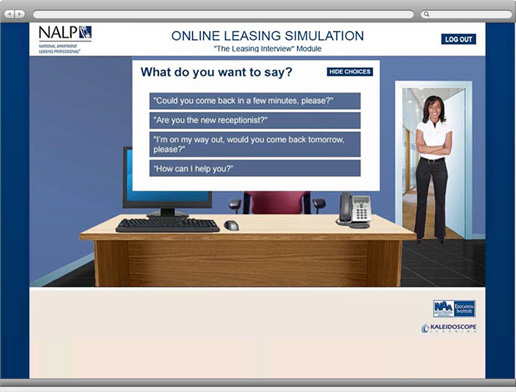 NALP
NATIONAL APARTMENT
LEASING PROFESSIONAL
ONLINE LEASING SIMULATION
"The Leasing Interview" Module
LOG OUT
What do you want to say?
HIDE CHOICES
"Could you come back in a few minutes, please?"
"Are you the new receptionist?"
"I'm on my way out, would you come back tomorrow,
please?"
"How can I help you?"
NAA
EDUCATION
INSTITUTE
KALEIDOSCOPE
LEARNING